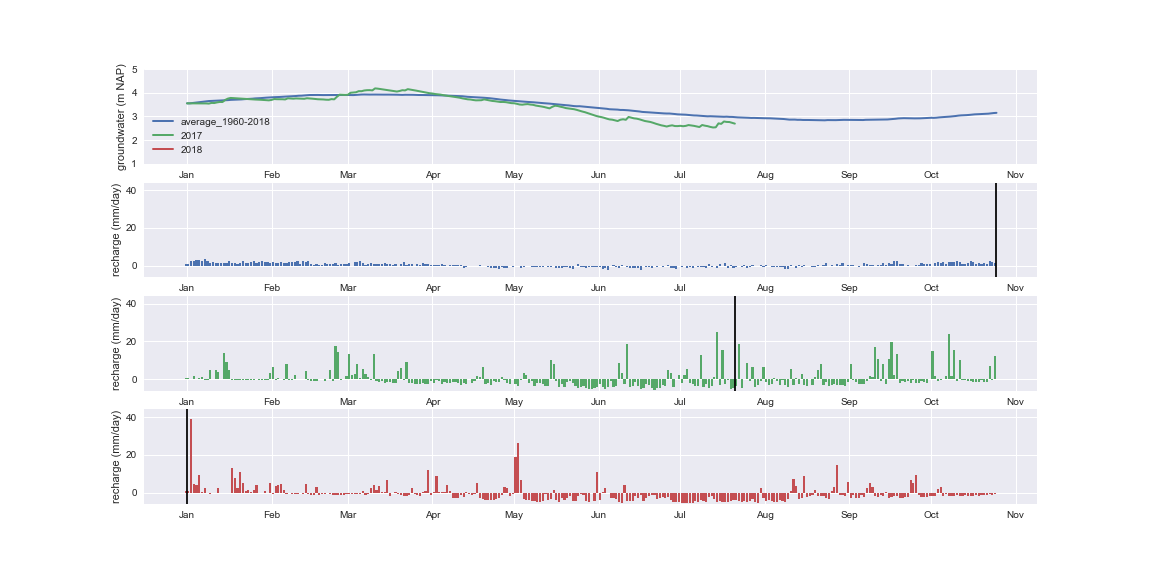 groundwater (m NAP)
5
4
3
2
1
average_1960-2018
2017
2018
Jan Feb Mar Apr May Jun Jul Aug Sep Oct Nov
recharge (mm/day)
40
20
0
Jan Feb Mar Apr May Jun Jul Aug Sep Oct Nov
recharge (mm/day)
40
20
0
Jan Feb Mar Apr May Jun Jul Aug Sep Oct Nov
recharge (mm/day)
40
20
0
Jan Feb Mar Apr May Jun Jul Aug Sep Oct Nov